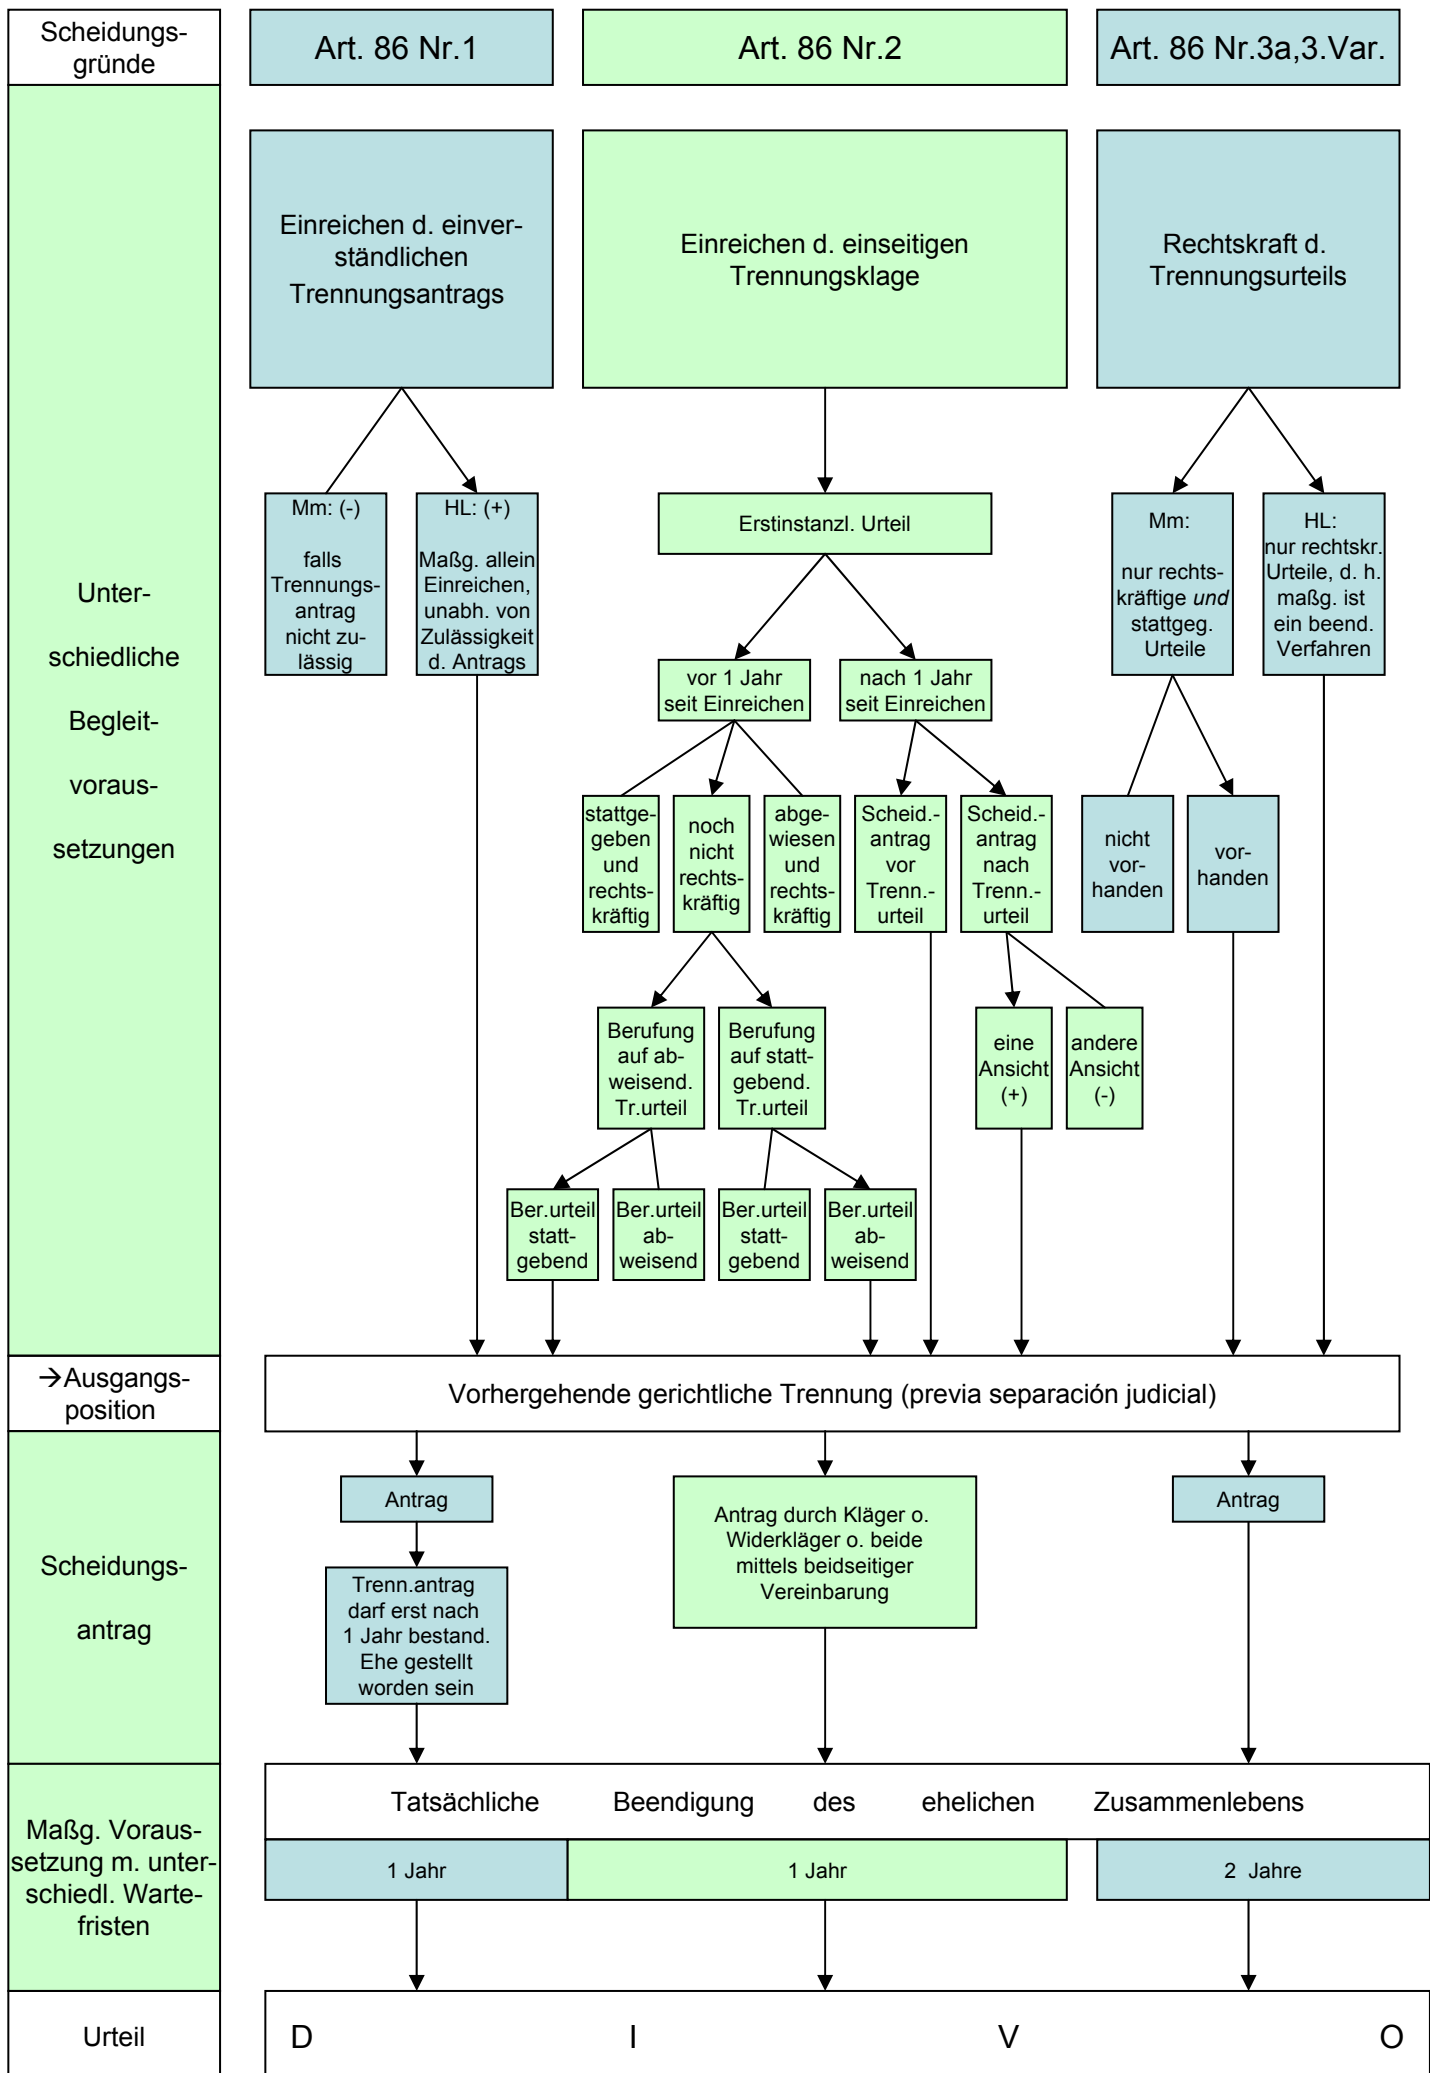 Scheidungs-
gründe
Art. 86 Nr.1
Art. 86 Nr.2
Art. 86 Nr.3a,3.Var.
Unter-
schiedliche
Begleit-
voraus-
setzungen
Einreichen d. einver-
ständlichen
Trennungsantrags
Einreichen d. einseitigen
Trennungsklage
Rechtskraft d.
Trennungsurteils
Mm: (-)
falls
Trennungs-
antrag
nicht zu-
lässig
HL: (+)
Maßg. allein
Einreichen,
unabh. von
Zulässigkeit
d. Antrags
Erstinstanzl. Urteil
Mm:
nur rechts-
kräftige und
stattgeg.
Urteile
HL:
nur rechtskr.
Urteile, d. h.
maßg. ist
ein beend.
Verfahren
vor 1 Jahr
seit Einreichen
nach 1 Jahr
seit Einreichen
stattge-
geben
und
rechts-
kräftig
noch
nicht
rechts-
kräftig
abge-
wiesen
und
rechts-
kräftig
Scheid.-
antrag
vor
Trenn.-
urteil
Scheid.-
antrag
nach
Trenn.-
urteil
nicht
vor-
handen
vor-
handen
Berufung
auf ab-
weisend.
Tr.urteil
Berufung
auf statt-
gebend.
Tr.urteil
eine
Ansicht
(+)
andere
Ansicht
(-)
Ber.urteil
statt-
gebend
Ber.urteil
ab-
weisend
Ber.urteil
statt-
gebend
Ber.urteil
ab-
weisend
→Ausgangs-
position
Vorhergehende gerichtliche Trennung (previa separación judicial)
Scheidungs-
antrag
Antrag
Trenn.antrag
darf erst nach
1 Jahr bestand.
Ehe gestellt
worden sein
Antrag durch Kläger o.
Widerkläger o. beide
mittels beidseitiger
Vereinbarung
Antrag
Maßg. Voraus-
setzung m. unter-
schiedl. Warte-
fristen
Tatsächliche Beendigung des ehelichen Zusammenlebens
1 Jahr
1 Jahr
2 Jahre
Urteil
D I V O